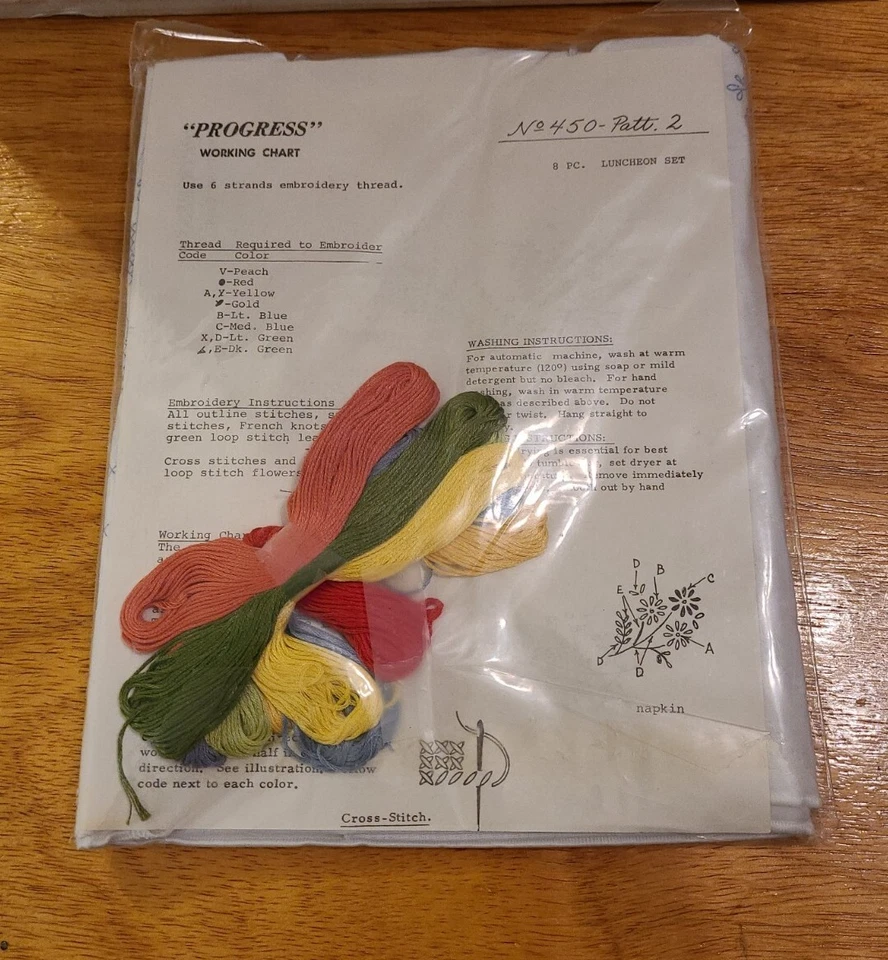 "PROGRESS"
WORKING CHART
Nº 450-Patt. 2
8 PC. LUNCHEON SET
Use 6 strands embroidery thread.
Thread Required to Embroider
Code Color
V-Peach
-Red
A,Y-Yellow
-Gold
B-Lt. Blue
C-Med. Blue
X,D-Lt. Green
,E-Dk. Green
Embroidery Instructions
All outline stitches,
stitches, French knots
green loop stitch
Cross stitches and
loop stitch flowers
Working
The
half
direction. See illustration.
code next to each color.
WASHING INSTRUCTIONS:
For automatic machine, wash at warm
temperature (120º) using soap or mild
detergent but no bleach. For hand
wash in warm temperature
as described above. Do not
twist. Hang straight to
is essential for best
set dryer at
immediately
out by hand
D
B
C
E
A
D
D
napkin
Cross-Stitch.